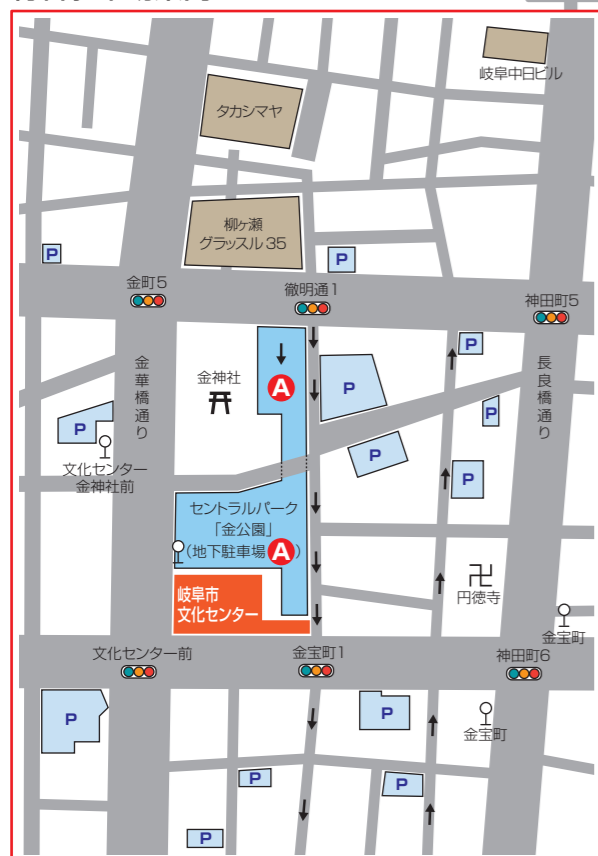 岐阜中日ビル
タカシマヤ
柳ヶ瀬
グラッスル35
P
P
金町5
徹明通1
神田町5
P
金華橋通り
金神社
A
P
長良橋通り
P
P
文化センター
金神社前
P
P
セントラルパーク
「金公園」
(地下駐車場A)
岐阜市
文化センター
円徳寺
金宝町
文化センター前
金宝町1
神田町6
P
P
金宝町
P
P
P